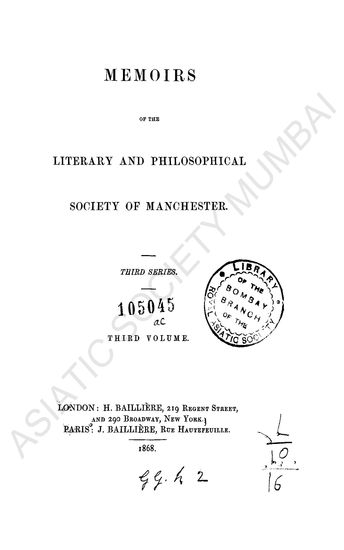 MEMOIRS
OF THE
LITERARY AND PHILOSOPHICAL
SOCIETY OF MANCHESTER.
THIRD SERIES.
105045
ac
THIRD VOLUME.
LIBRARY
OF THE
BOMBAY
BRANCH
OF THE
ROYAL ASIATIC SOCIETY
LONDON: H. BAILLIÈRE, 219 REGENT STREET,
AND 290 BROADWAY, NEW YORK;
PARIS: J. BAILLIÈRE, RUE HAUTEFEUILLE.
1868.
Gg. h 2
L
10
16
ASIATIC SOCIETY MUMBAI